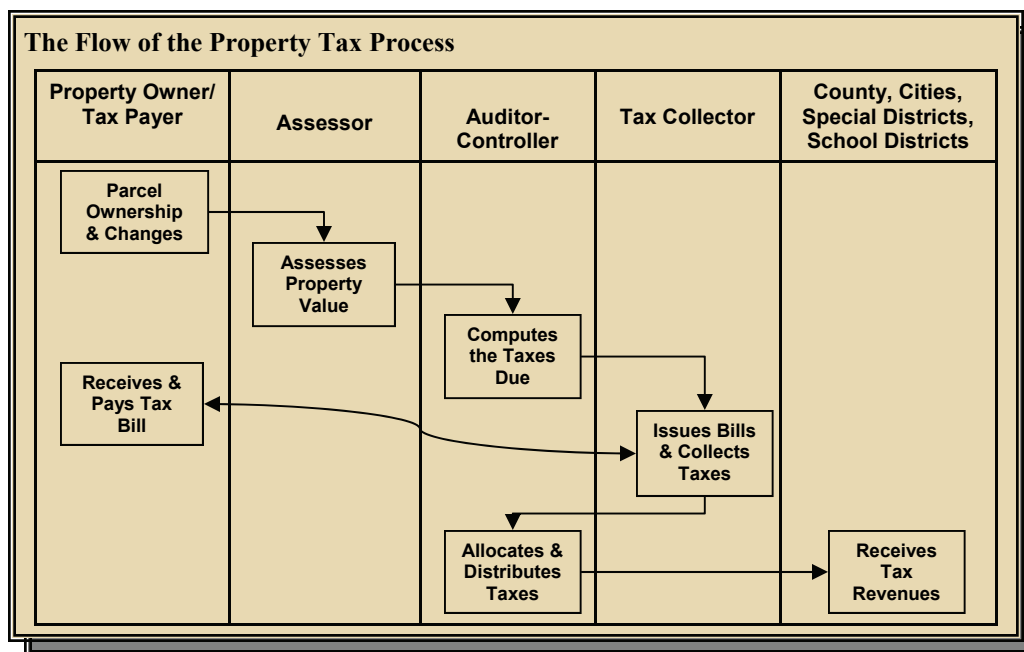 The Flow of the Property Tax Process
Property Owner/
Tax Payer
Assessor
Auditor-
Controller
Tax Collector
County, Cities,
Special Districts,
School Districts
Parcel
Ownership
& Changes
Assesses
Property
Value
Computes
the Taxes
Due
Receives &
Pays Tax
Bill
Issues Bills
& Collects
Taxes
Allocates &
Distributes
Taxes
Receives
Tax
Revenues